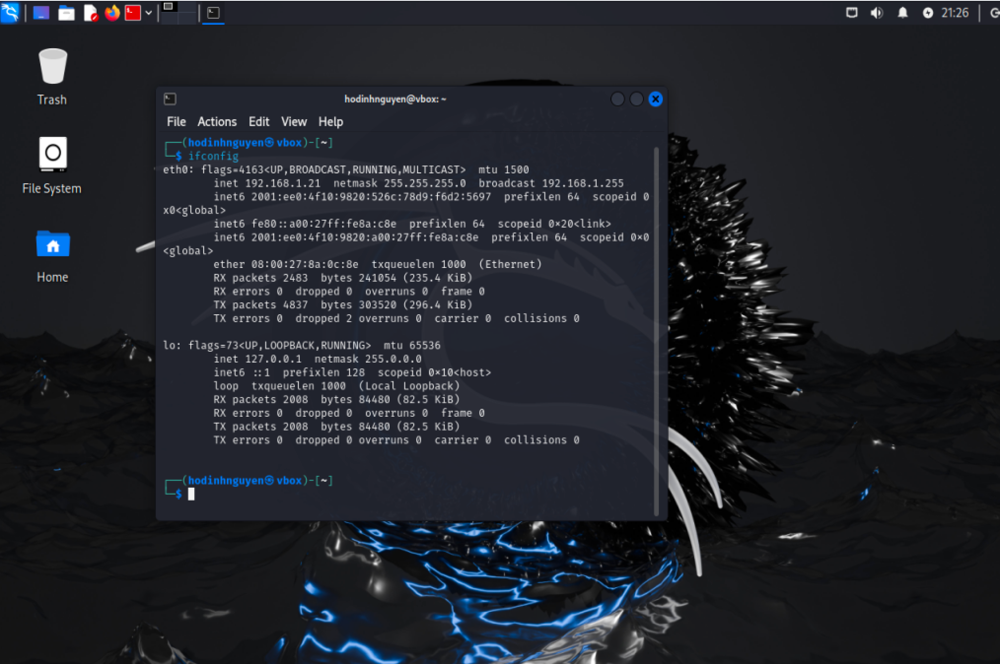 21:26
Trash
File System
Home
hodinhnguyen@vbox: ~
File Actions Edit View Help
┌──(hodinhnguyen㉿vbox)-[~]
└─$ ifconfig
eth0: flags=4163<UP,BROADCAST,RUNNING,MULTICAST>  mtu 1500
        inet 192.168.1.21  netmask 255.255.255.0  broadcast 192.168.1.255
        inet6 2001:ee0:4f10:9820:526c:78d9:f6d2:5697  prefixlen 64  scopeid 0
x0<global>
        inet6 fe80::a00:27ff:fe8a:c8e  prefixlen 64  scopeid 0x20<link>
        inet6 2001:ee0:4f10:9820:a00:27ff:fe8a:c8e  prefixlen 64  scopeid 0x0
<global>
        ether 08:00:27:8a:0c:8e  txqueuelen 1000  (Ethernet)
        RX packets 2483  bytes 241054 (235.4 KiB)
        RX errors 0  dropped 0  overruns 0  frame 0
        TX packets 4837  bytes 303520 (296.4 KiB)
        TX errors 0  dropped 2 overruns 0  carrier 0  collisions 0
lo: flags=73<UP,LOOPBACK,RUNNING>  mtu 65536
        inet 127.0.0.1  netmask 255.0.0.0
        inet6 ::1  prefixlen 128  scopeid 0x10<host>
        loop  txqueuelen 1000  (Local Loopback)
        RX packets 2008  bytes 84480 (82.5 KiB)
        RX errors 0  dropped 0  overruns 0  frame 0
        TX packets 2008  bytes 84480 (82.5 KiB)
        TX errors 0  dropped 0 overruns 0  carrier 0  collisions 0
┌──(hodinhnguyen㉿vbox)-[~]
└─$